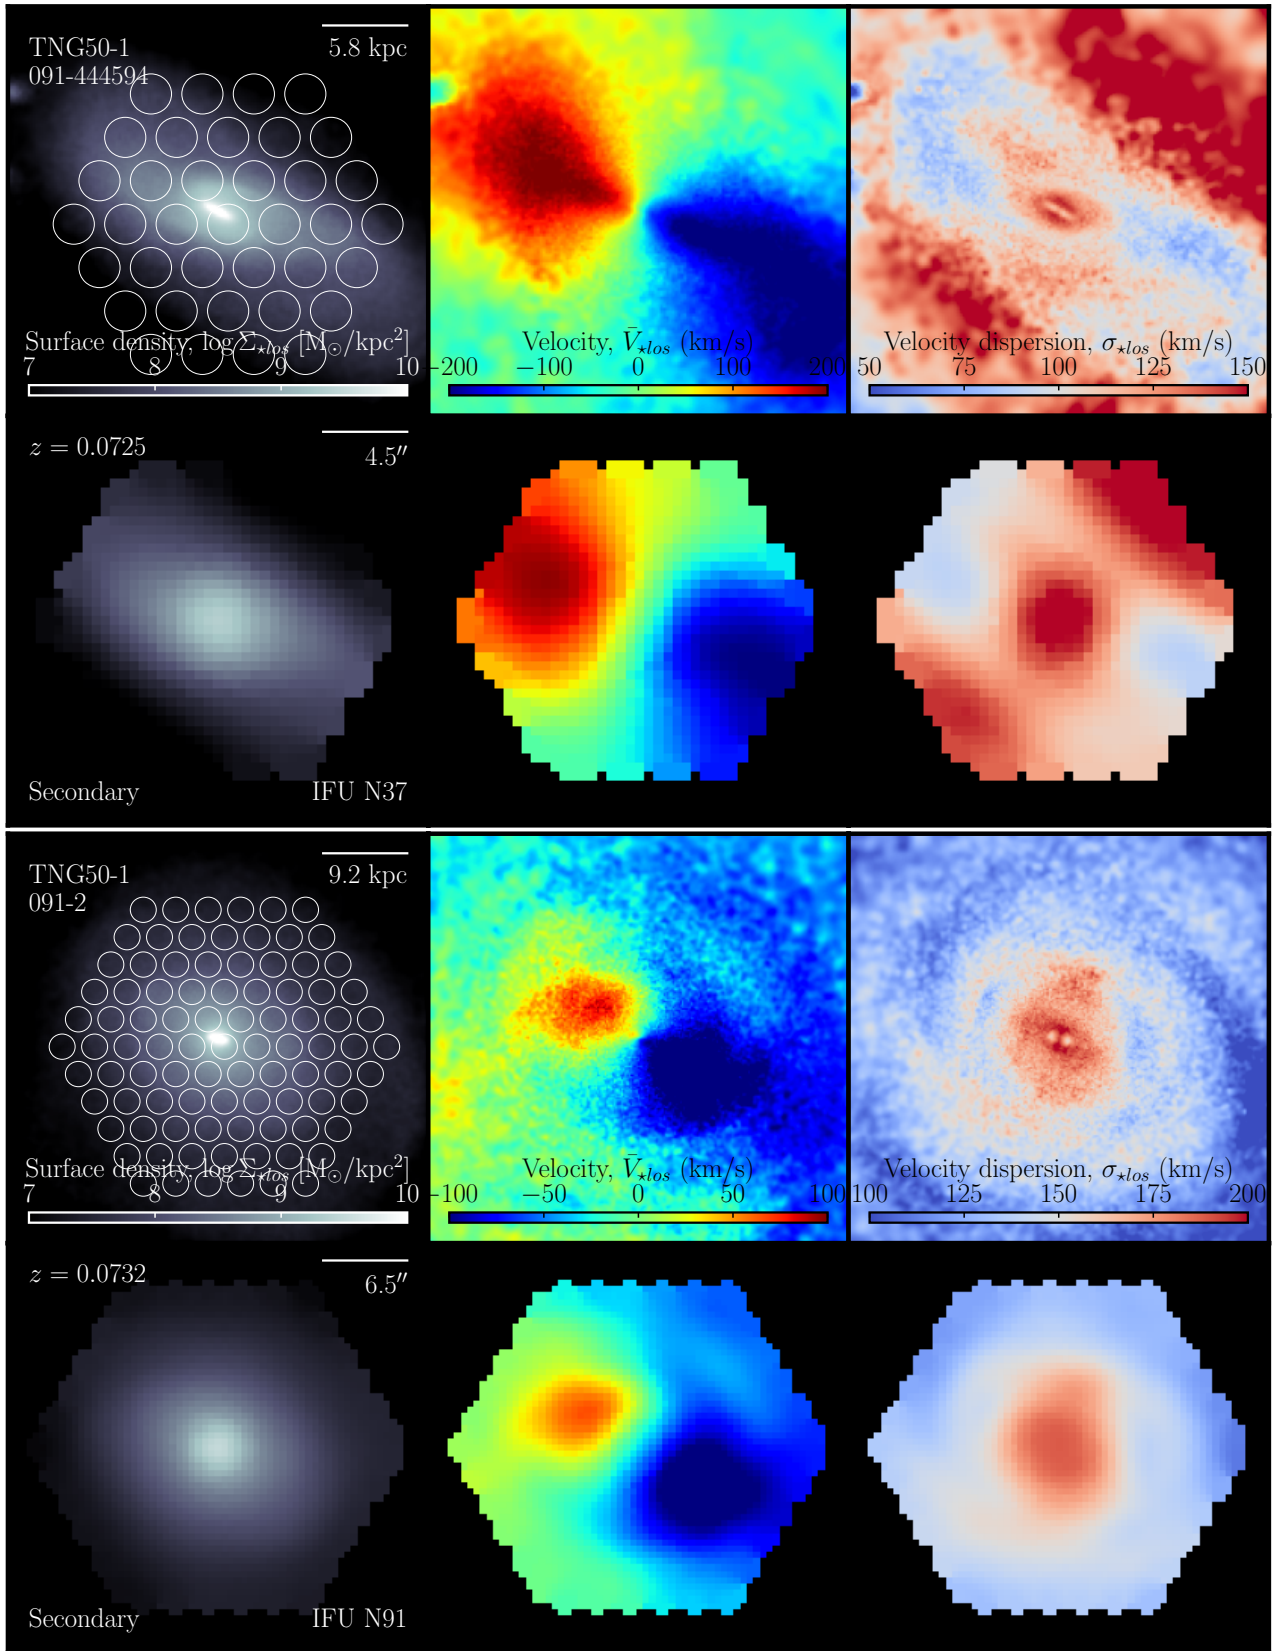 TNG50-1
091-444594
5.8 kpc
Surface density, log Σ⋆los [M⊙/kpc²]
7 8 9 10
Velocity, V̄⋆los (km/s)
−200 −100 0 100 200
Velocity dispersion, σ⋆los (km/s)
50 75 100 125 150
z = 0.0725
4.5″
Secondary
IFU N37
TNG50-1
091-2
9.2 kpc
Surface density, log Σ⋆los [M⊙/kpc²]
7 8 9 10
Velocity, V̄⋆los (km/s)
−100 −50 0 50 100
Velocity dispersion, σ⋆los (km/s)
100 125 150 175 200
z = 0.0732
6.5″
Secondary
IFU N91